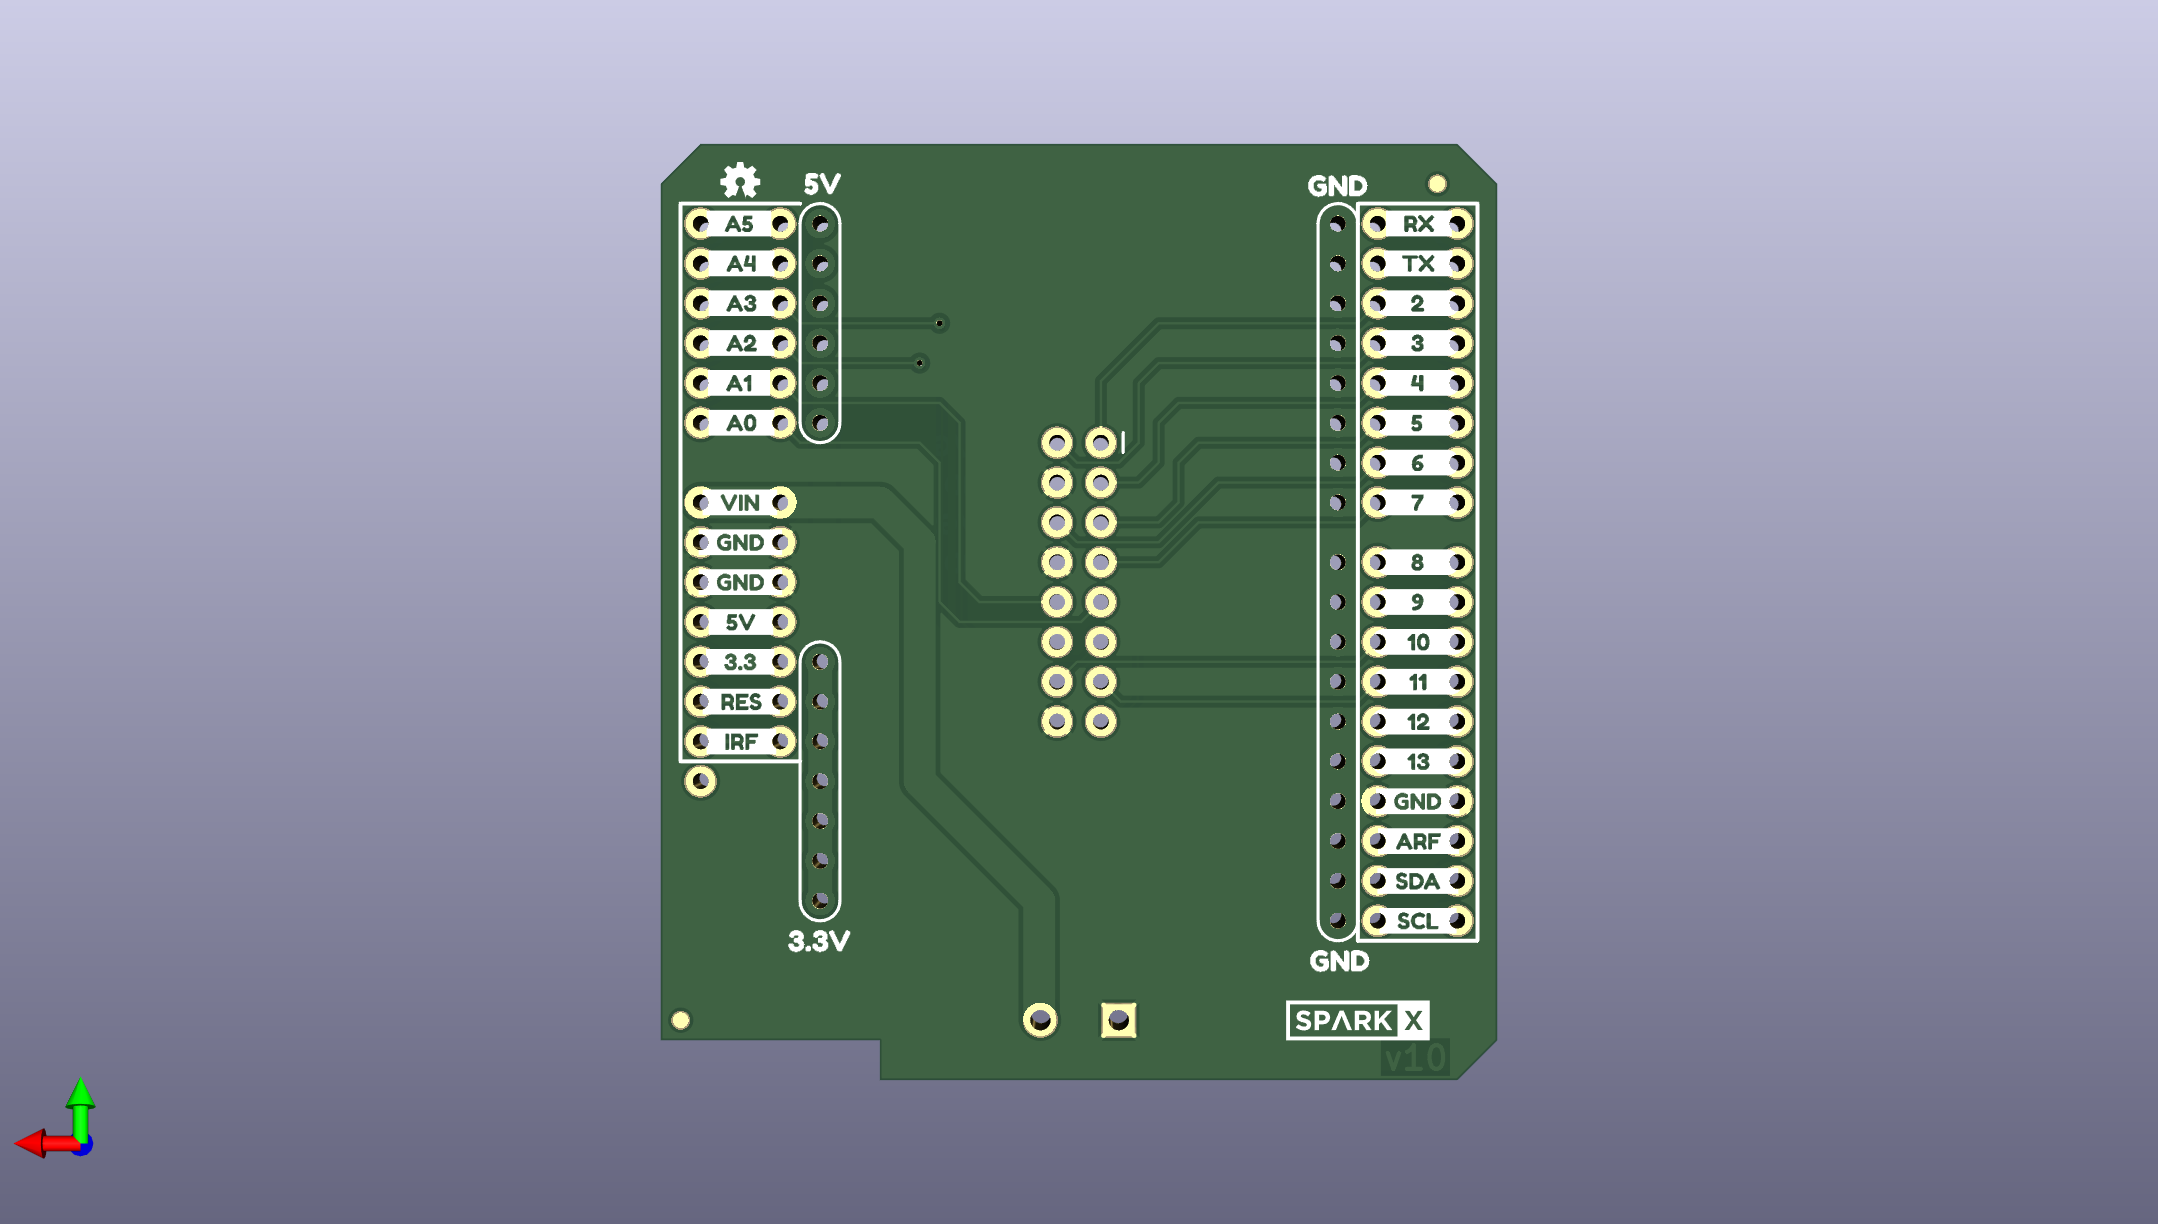 5V
A5
A4
A3
A2
A1
A0
VIN
GND
GND
5V
3.3
RES
IRF
3.3V
GND
RX
TX
2
3
4
5
6
7
8
9
10
11
12
13
GND
ARF
SDA
SCL
GND
SPARK X
v10